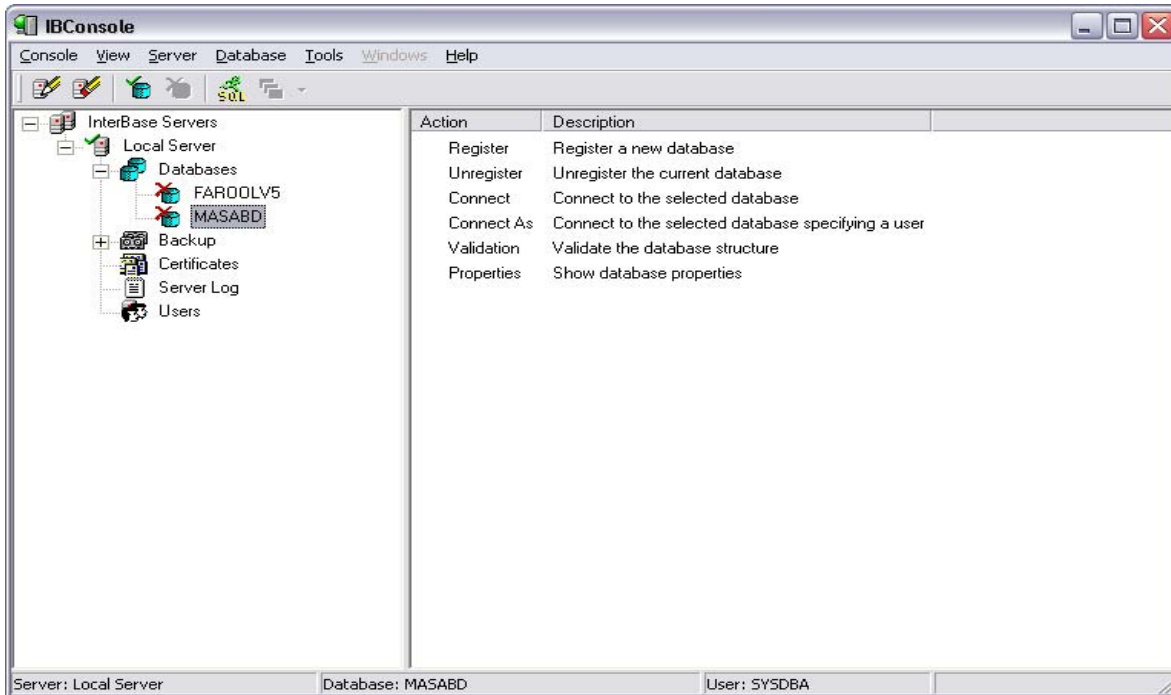 IBConsole
Console View Server Database Tools Windows Help
SQL
InterBase Servers
Local Server
Databases
FAROOLV5
MASABD
Backup
Certificates
Server Log
Users
Action Description
Register Register a new database
Unregister Unregister the current database
Connect Connect to the selected database
Connect As Connect to the selected database specifying a user
Validation Validate the database structure
Properties Show database properties
Server: Local Server Database: MASABD User: SYSDBA